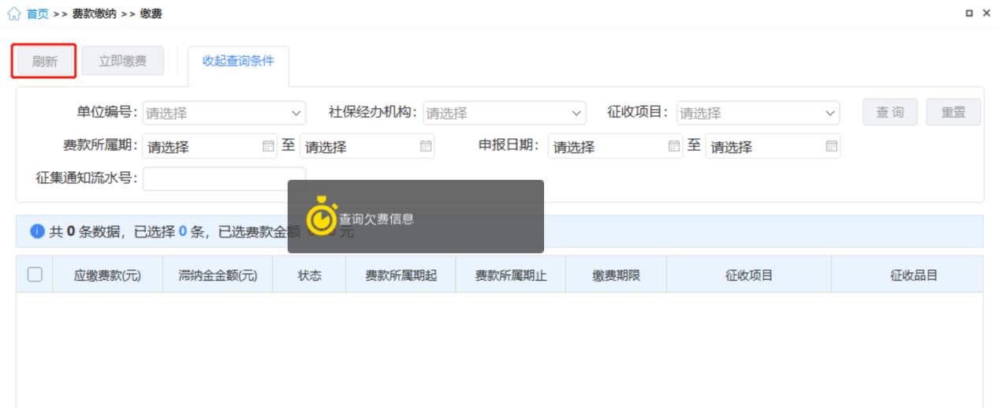 首页 >> 费款缴纳 >> 缴费
刷新 立即缴费 收起查询条件
单位编号: 请选择 社保经办机构: 请选择 征收项目: 请选择 查询 重置
费款所属期: 请选择 至 请选择 申报日期: 请选择 至 请选择
征集通知流水号:
查询欠费信息
共 0 条数据，已选择 0 条，已选费款金额 元
应缴费款(元) 滞纳金金额(元) 状态 费款所属期起 费款所属期止 缴费期限 征收项目 征收品目